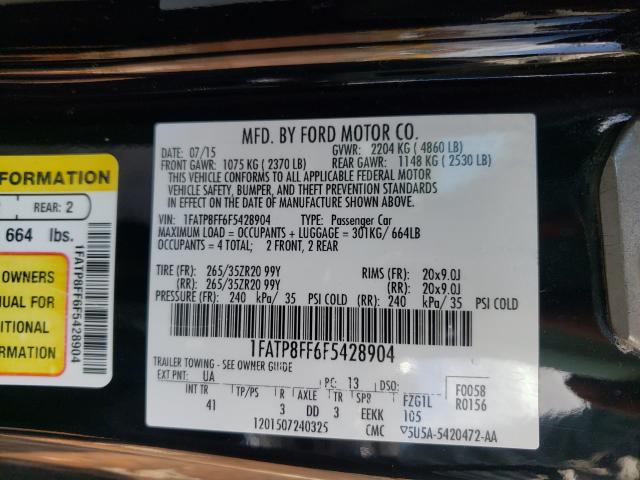 MFD. BY FORD MOTOR CO.
DATE: 07/15 GVWR: 2204 KG ( 4860 LB)
FRONT GAWR: 1075 KG ( 2370 LB) REAR GAWR: 1148 KG ( 2530 LB)
THIS VEHICLE CONFORMS TO ALL APPLICABLE FEDERAL MOTOR
VEHICLE SAFETY, BUMPER, AND THEFT PREVENTION STANDARDS
IN EFFECT ON THE DATE OF MANUFACTURE SHOWN ABOVE.
VIN: 1FATP8FF6F5428904 TYPE: Passenger Car
MAXIMUM LOAD = OCCUPANTS + LUGGAGE = 301KG/ 664LB
OCCUPANTS = 4 TOTAL; 2 FRONT, 2 REAR
TIRE (FR): 265/35ZR20 99Y RIMS (FR): 20x9.0J
(RR): 265/35ZR20 99Y (RR): 20x9.0J
PRESSURE (FR): 240 kPa/ 35 PSI COLD (RR): 240 kPa/ 35 PSI COLD
1FATP8FF6F5428904
TRAILER TOWING - SEE OWNER GUIDE
EXT PNT: UA PC: 13 DSO: F0058
INT TR TP/PS R AXLE TR SPR FZG1L R0156
41 3 DD 3 EEKK 105
1201507240325 CMC 5U5A-5420472-AA
FORMATION
REAR: 2
664 lbs.
OWNERS
NUAL FOR
ITIONAL
RMATION
1FATP8FF6F5428904